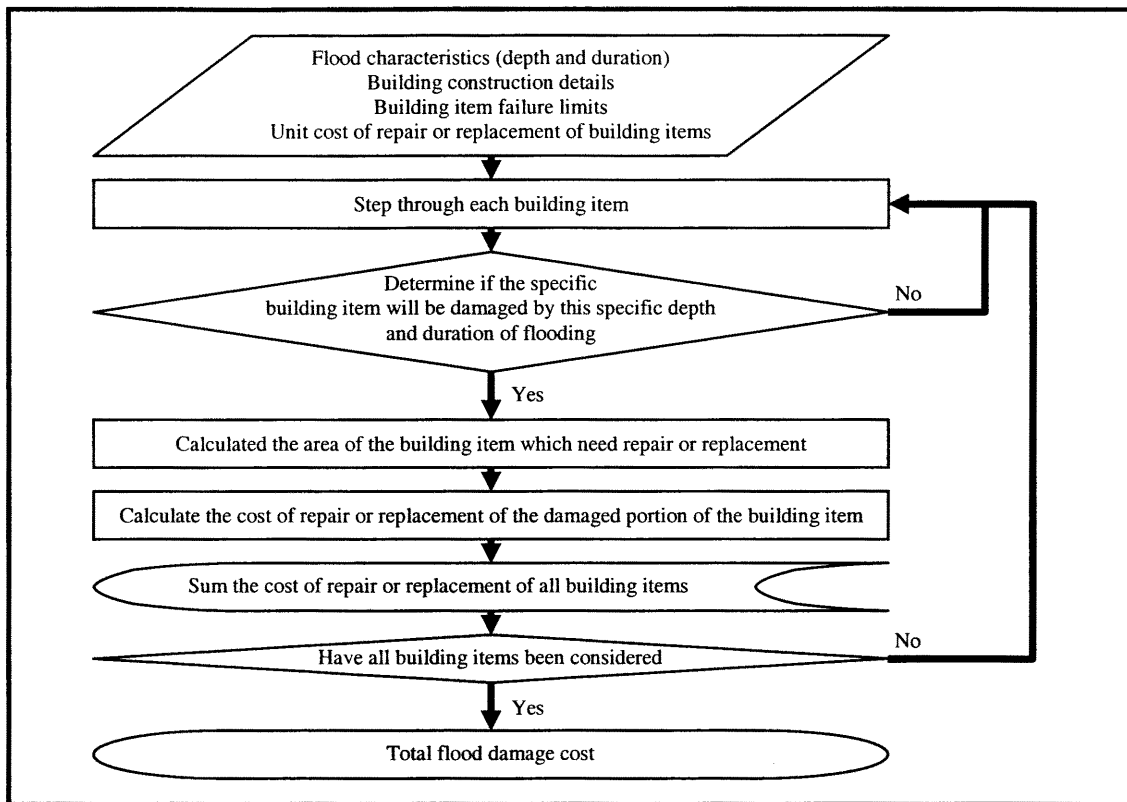 Flood characteristics (depth and duration)
Building construction details
Building item failure limits
Unit cost of repair or replacement of building items
Step through each building item
Determine if the specific
building item will be damaged by this specific depth
and duration of flooding
No
Yes
Calculated the area of the building item which need repair or replacement
Calculate the cost of repair or replacement of the damaged portion of the building item
Sum the cost of repair or replacement of all building items
Have all building items been considered
No
Yes
Total flood damage cost